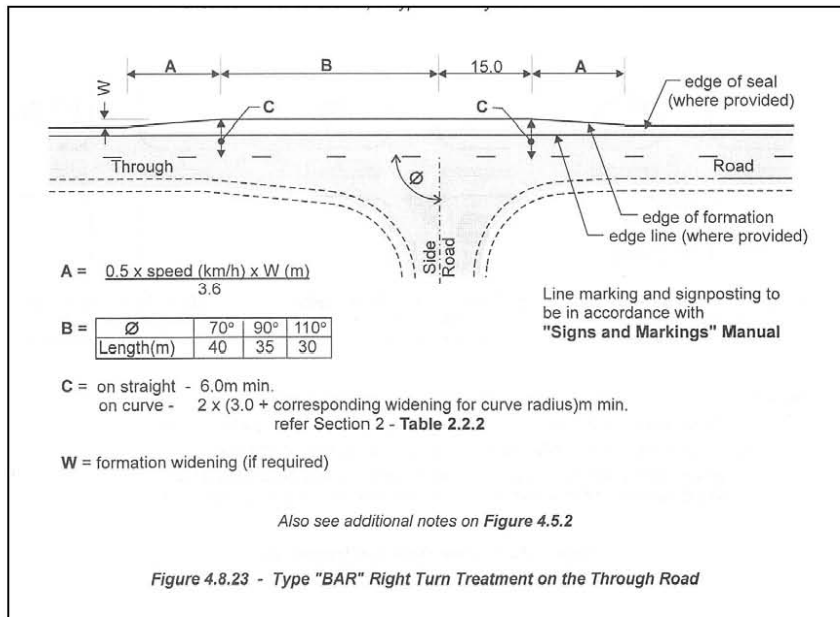 A B 15.0 A
W
C C
edge of seal
(where provided)
Through Road
Ø
Side
Road
edge of formation
edge line (where provided)
A = 0.5 x speed (km/h) x W (m)
3.6
Line marking and signposting to
be in accordance with
"Signs and Markings" Manual
B = Ø 70° 90° 110°
Length(m) 40 35 30
C = on straight - 6.0m min.
on curve - 2 x (3.0 + corresponding widening for curve radius)m min.
refer Section 2 - Table 2.2.2
W = formation widening (if required)
Also see additional notes on Figure 4.5.2
Figure 4.8.23 - Type "BAR" Right Turn Treatment on the Through Road